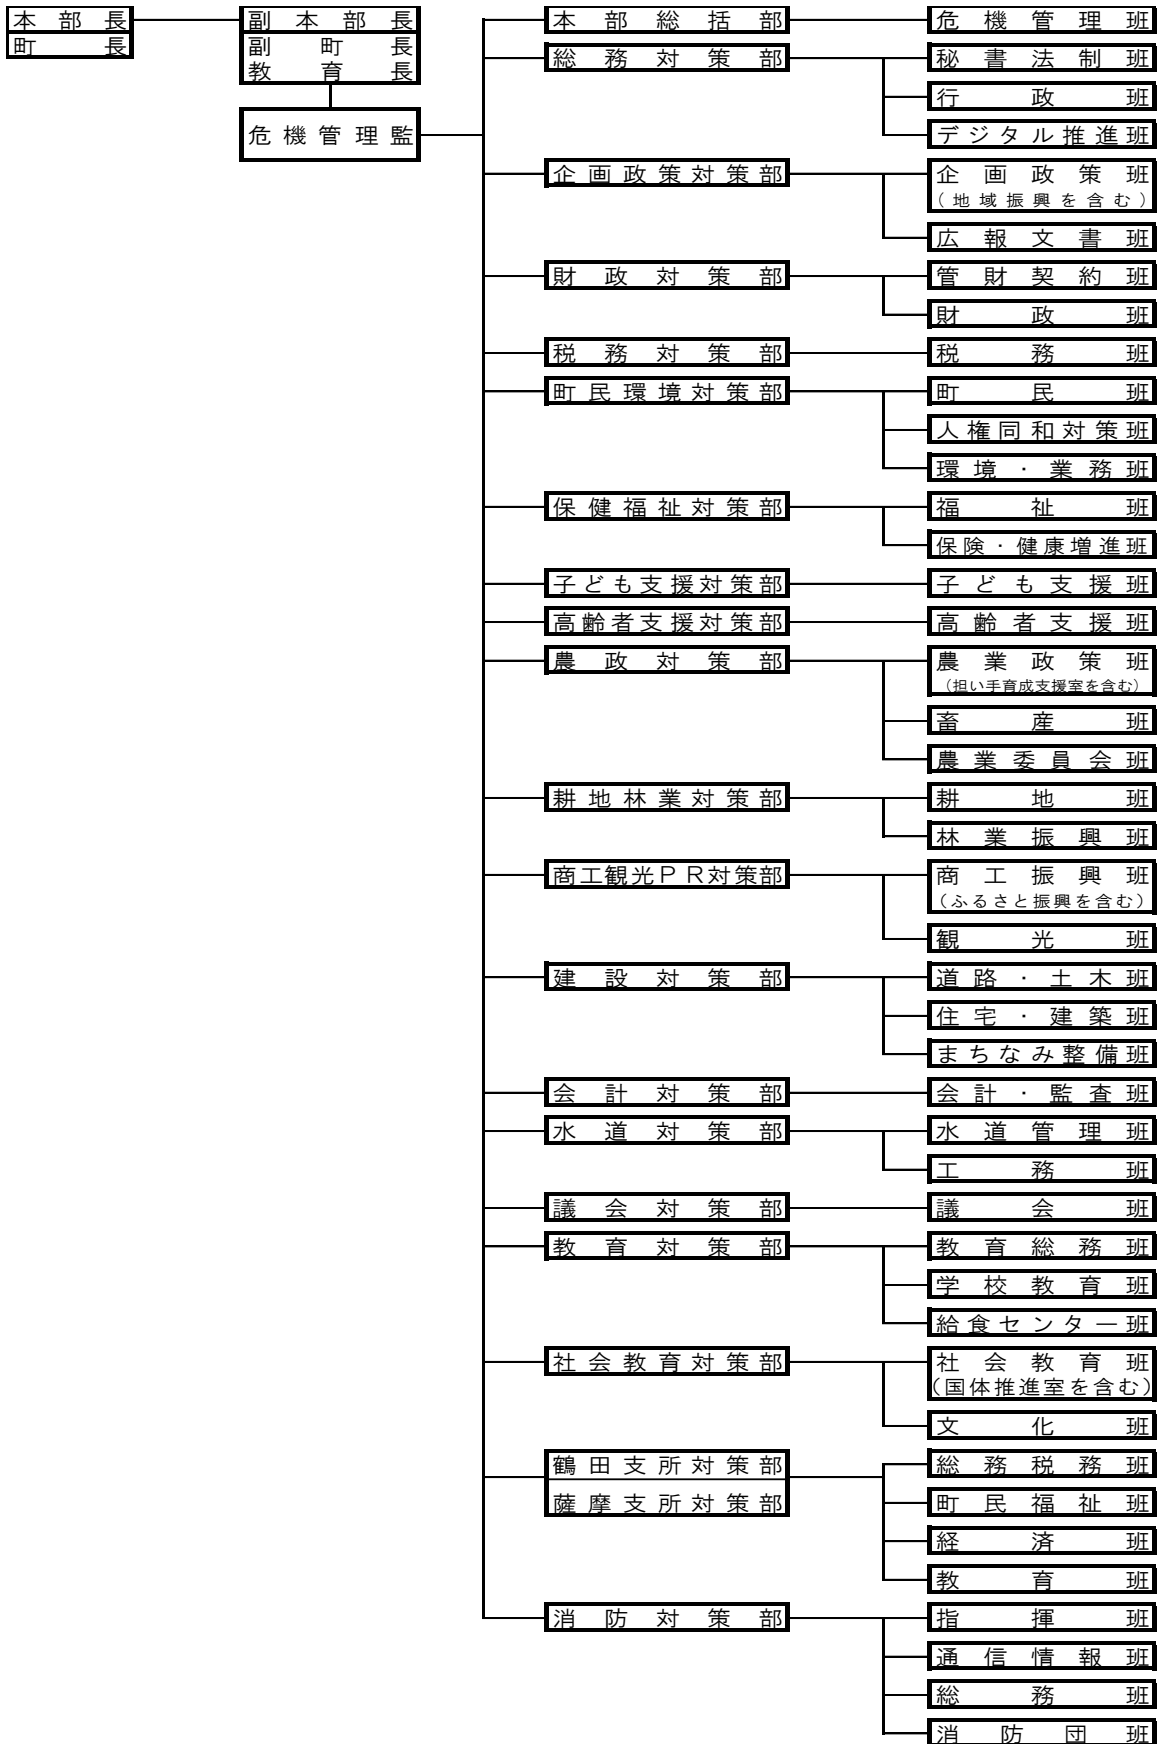 本部長
町長
副本部長
副町長
教育長
危機管理監
本部総括部
危機管理班
総務対策部
秘書法制班
行政班
デジタル推進班
企画政策対策部
企画政策班
(地域振興を含む)
広報文書班
財政対策部
管財契約班
財政班
税務対策部
税務班
町民環境対策部
町民班
人権同和対策班
環境・業務班
保健福祉対策部
福祉班
保険・健康増進班
子ども支援対策部
子ども支援班
高齢者支援対策部
高齢者支援班
農政対策部
農業政策班
(担い手育成支援室を含む)
畜産班
農業委員会班
耕地林業対策部
耕地班
林業振興班
商工観光PR対策部
商工振興班
(ふるさと振興を含む)
観光班
建設対策部
道路・土木班
住宅・建築班
まちなみ整備班
会計対策部
会計・監査班
水道対策部
水道管理班
工務班
議会対策部
議会班
教育対策部
教育総務班
学校教育班
給食センター班
社会教育対策部
社会教育班
(国体推進室を含む)
文化班
鶴田支所対策部
薩摩支所対策部
総務税務班
町民福祉班
経済班
教育班
消防対策部
指揮班
通信情報班
総務班
消防団班